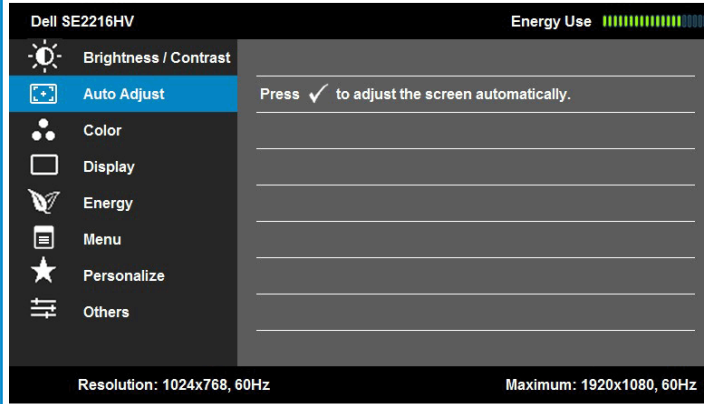 Dell SE2216HV Energy Use
Brightness / Contrast
Auto Adjust Press ✓ to adjust the screen automatically.
Color
Display
Energy
Menu
Personalize
Others
Resolution: 1024x768, 60Hz Maximum: 1920x1080, 60Hz